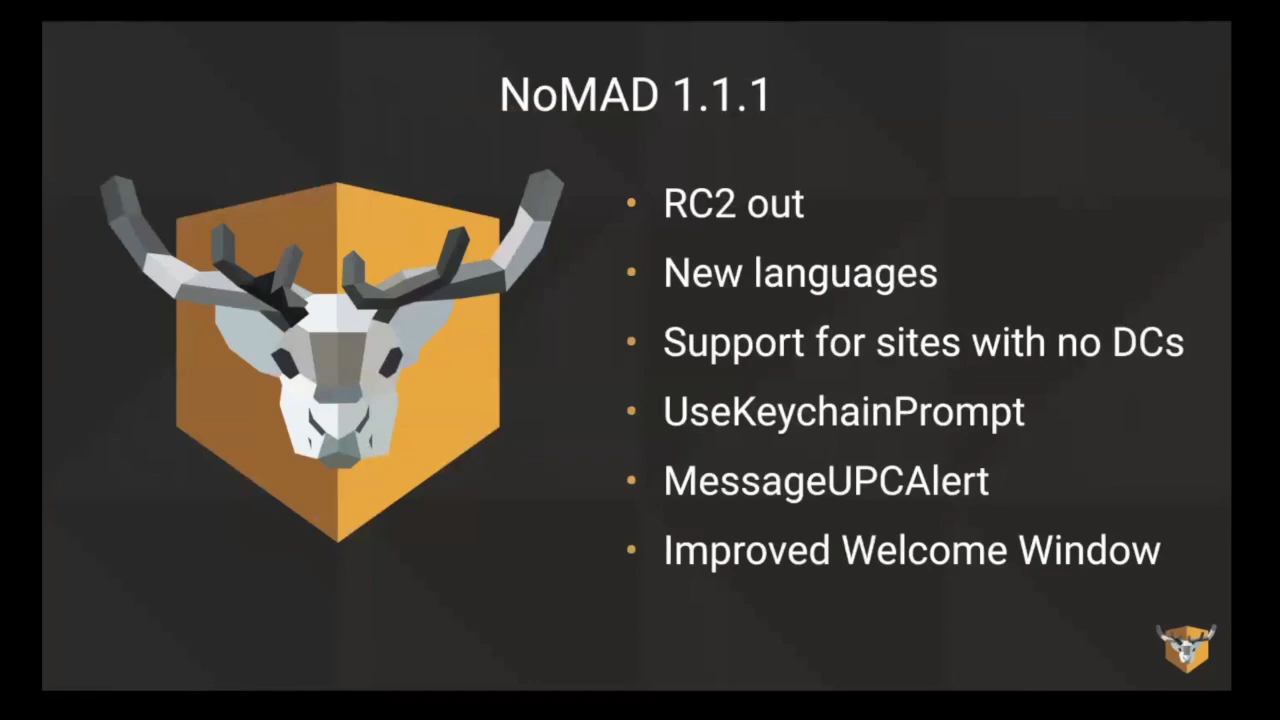 NoMAD 1.1.1
• RC2 out
• New languages
• Support for sites with no DCs
• UseKeychainPrompt
• MessageUPCAlert
• Improved Welcome Window